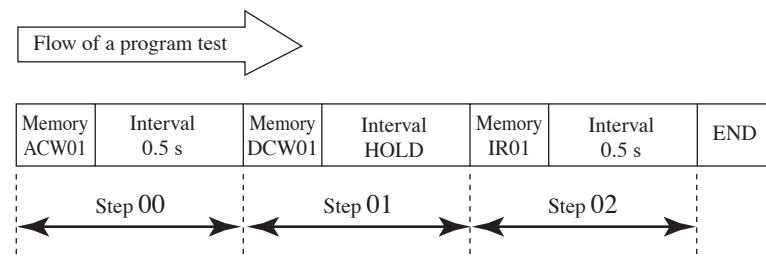 Flow of a program test
Memory ACW01
Interval 0.5 s
Memory DCW01
Interval HOLD
Memory IR01
Interval 0.5 s
END
Step 00
Step 01
Step 02